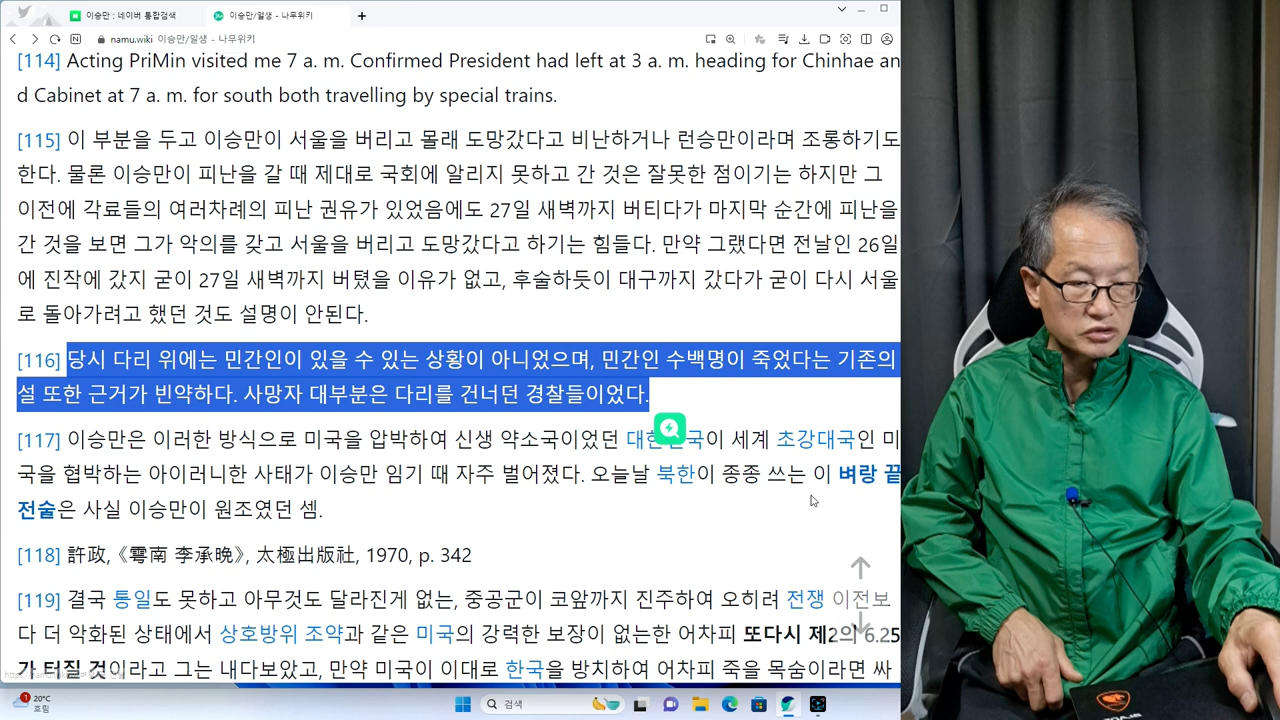 이승만 : 네이버 통합검색
이승만/일생 - 나무위키
namu.wiki 이승만/일생 - 나무위키
[114] Acting PriMin visited me 7 a. m. Confirmed President had left at 3 a. m. heading for Chinhae an
d Cabinet at 7 a. m. for south both travelling by special trains.
[115] 이 부분을 두고 이승만이 서울을 버리고 몰래 도망갔다고 비난하거나 런승만이라며 조롱하기도
한다. 물론 이승만이 피난을 갈 때 제대로 국회에 알리지 못하고 간 것은 잘못한 점이기는 하지만 그
이전에 각료들의 여러차례의 피난 권유가 있었음에도 27일 새벽까지 버티다가 마지막 순간에 피난을
간 것을 보면 그가 악의를 갖고 서울을 버리고 도망갔다고 하기는 힘들다. 만약 그랬다면 전날인 26일
에 진작에 갔지 굳이 27일 새벽까지 버텼을 이유가 없고, 후술하듯이 대구까지 갔다가 굳이 다시 서울
로 돌아가려고 했던 것도 설명이 안된다.
[116] 당시 다리 위에는 민간인이 있을 수 있는 상황이 아니었으며, 민간인 수백명이 죽었다는 기존의
설 또한 근거가 빈약하다. 사망자 대부분은 다리를 건너던 경찰들이었다.
[117] 이승만은 이러한 방식으로 미국을 압박하여 신생 약소국이었던 대한민국이 세계 초강대국인 미
국을 협박하는 아이러니한 사태가 이승만 임기 때 자주 벌어졌다. 오늘날 북한이 종종 쓰는 이 벼랑 끝
전술은 사실 이승만이 원조였던 셈.
[118] 許政,《雩南 李承晩》, 太極出版社, 1970, p. 342
[119] 결국 통일도 못하고 아무것도 달라진게 없는, 중공군이 코앞까지 진주하여 오히려 전쟁 이전보
다 더 악화된 상태에서 상호방위 조약과 같은 미국의 강력한 보장이 없는한 어차피 또다시 제2의 6.25
가 터질 것이라고 그는 내다보았고, 만약 미국이 이대로 한국을 방치하여 어차피 죽을 목숨이라면 싸
20°C
흐림
검색